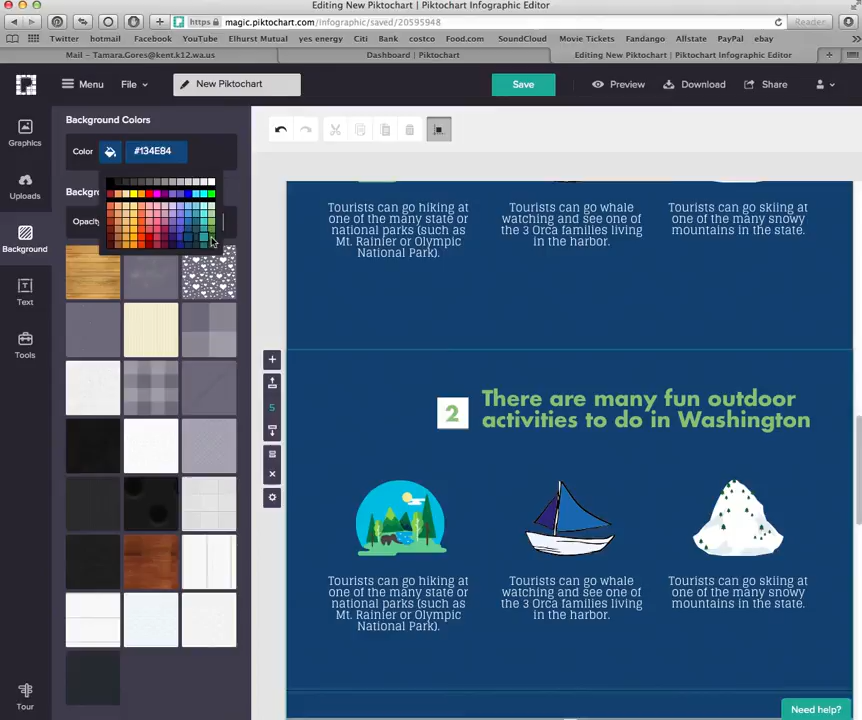 Editing New Piktochart | Piktochart Infographic Editor
https magic.piktochart.com/infographic/saved/20595948 Reader
Twitter hotmail Facebook YouTube Elhurst Mutual yes energy Citi Bank costco Food.com SoundCloud Movie Tickets Fandango Allstate PayPal ebay
Mail – Tamara.Gores@kent.k12.wa.us Dashboard | Piktochart Editing New Piktochart | Piktochart Infographic Editor
Menu File New Piktochart Save Preview Download Share
Graphics
Uploads
Background
Text
Tools
Tour
Background Colors
Color #134E84
Backgro
Opacity
Tourists can go hiking at
one of the many state or
national parks (such as
Mt. Rainier or Olympic
National Park).
Tourists can go whale
watching and see one of
the 3 Orca families living
in the harbor.
Tourists can go skiing at
one of the many snowy
mountains in the state.
5
2
There are many fun outdoor
activities to do in Washington
Tourists can go hiking at
one of the many state or
national parks (such as
Mt. Rainier or Olympic
National Park).
Tourists can go whale
watching and see one of
the 3 Orca families living
in the harbor.
Tourists can go skiing at
one of the many snowy
mountains in the state.
Need help?